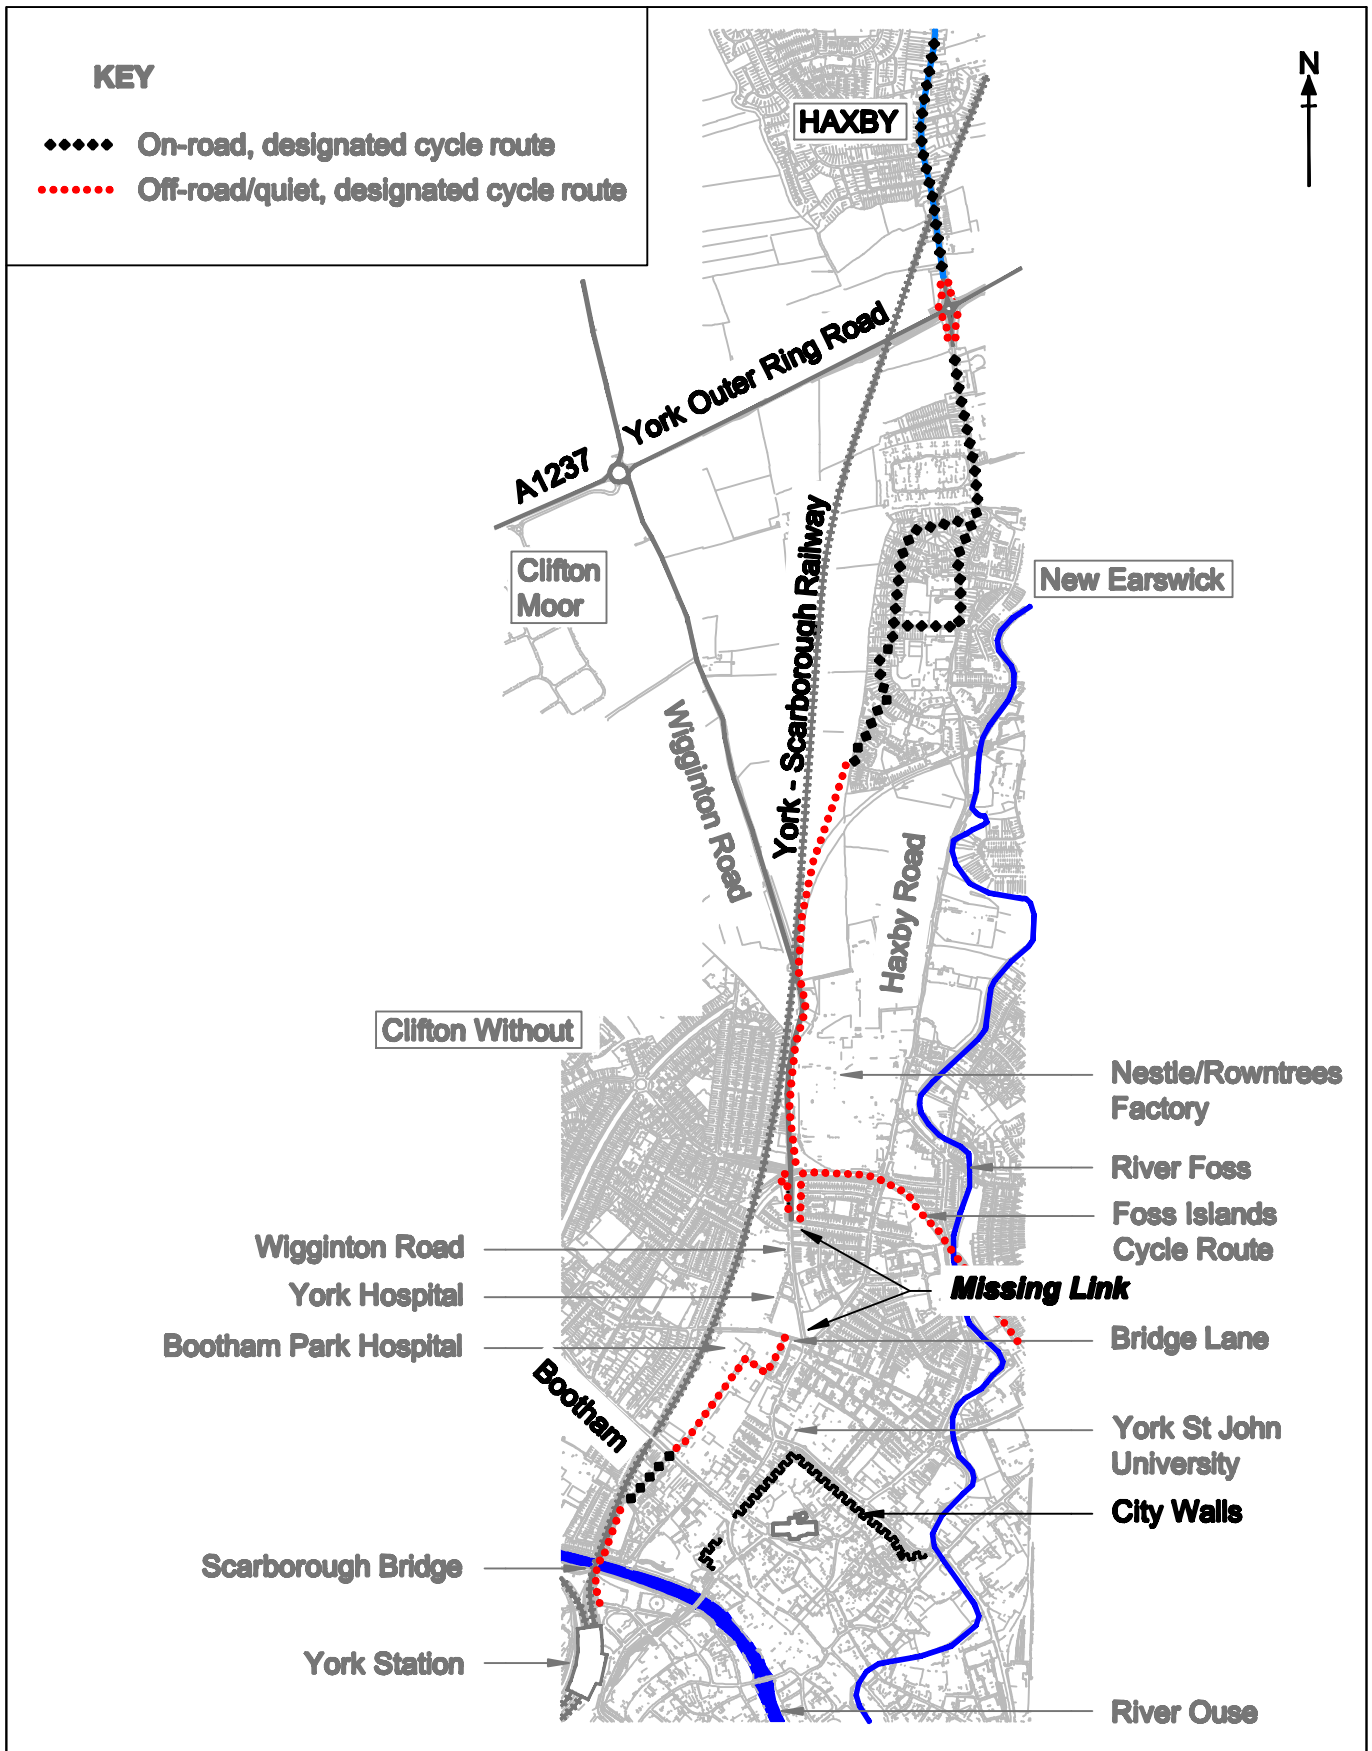 KEY
On-road, designated cycle route
Off-road/quiet, designated cycle route
N
HAXBY
York Outer Ring Road
A1237
Clifton
Moor
York - Scarborough Railway
New Earswick
Wigginton Road
Haxby Road
Clifton Without
Nestle/Rowntrees
Factory
River Foss
Foss Islands
Cycle Route
Wigginton Road
York Hospital
Missing Link
Bootham Park Hospital
Bridge Lane
Bootham
York St John
University
City Walls
Scarborough Bridge
York Station
River Ouse